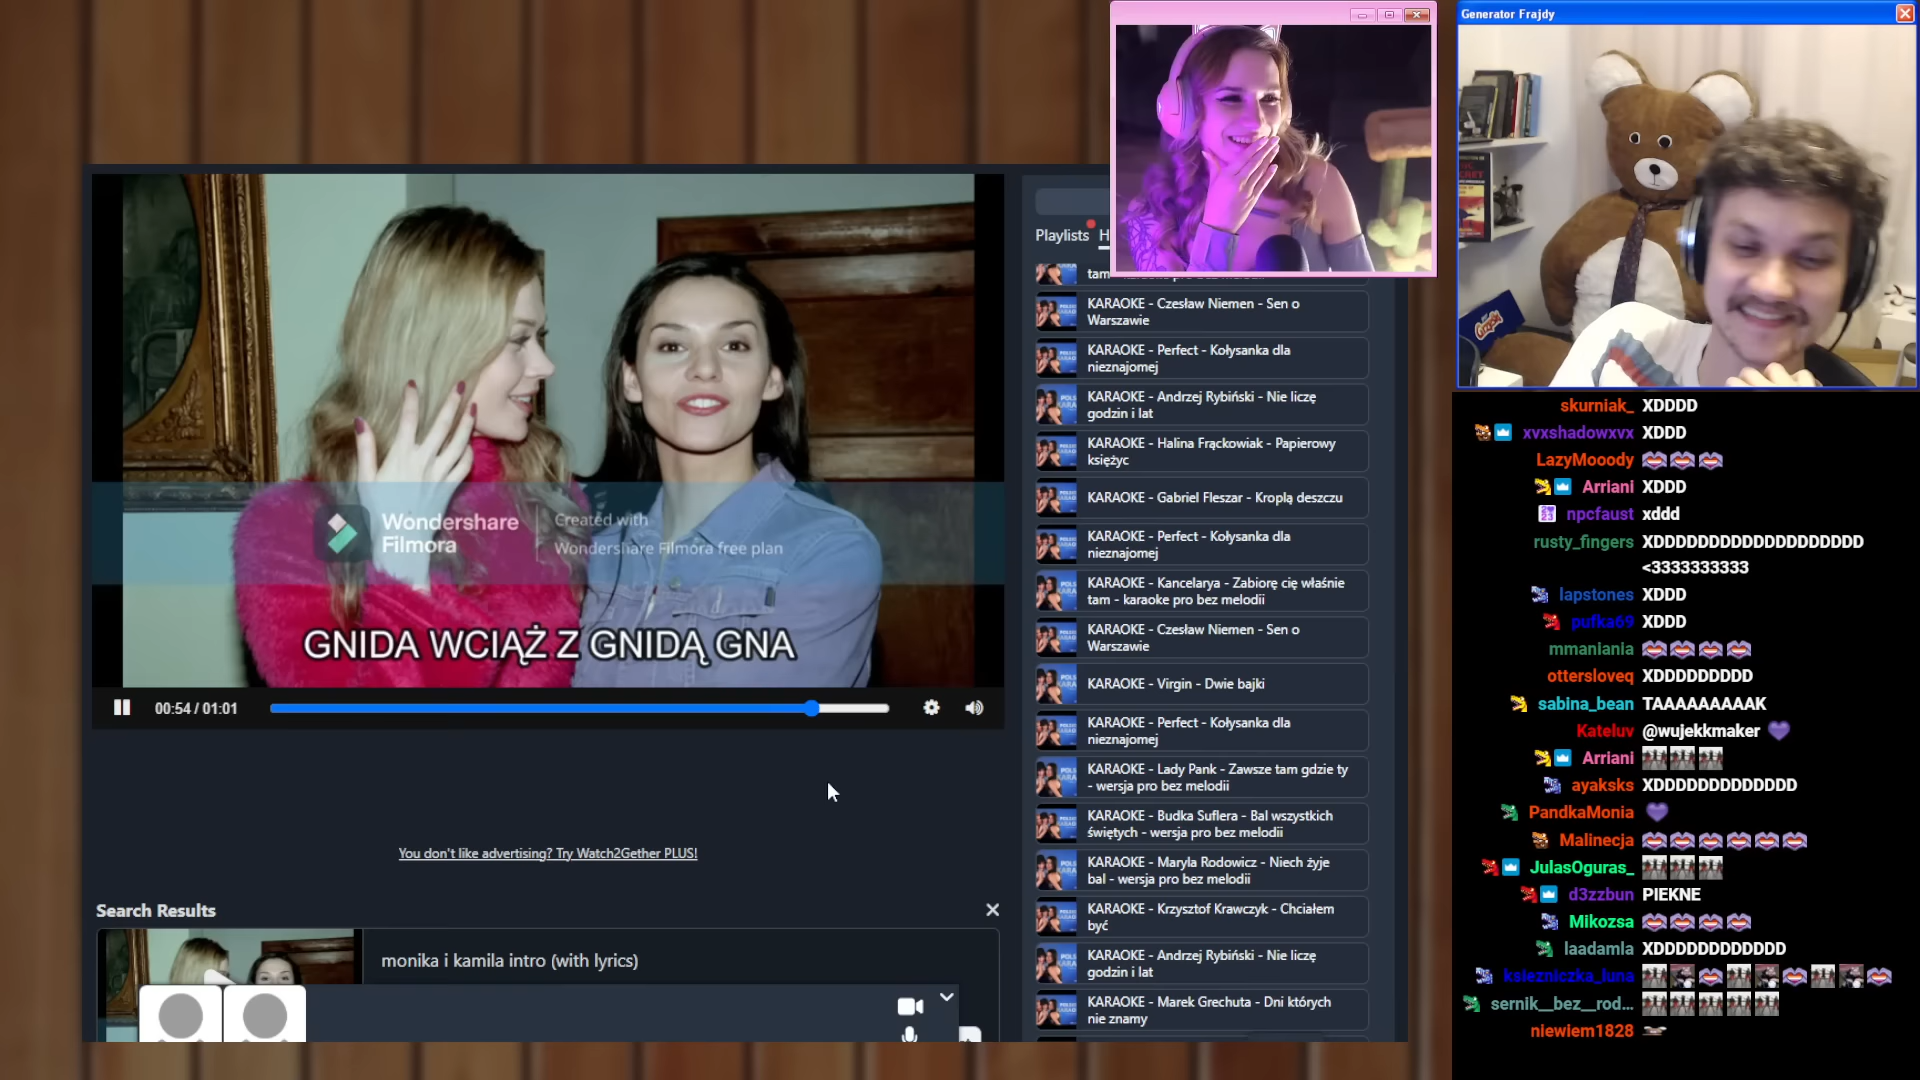 Generator Frajdy
Playlists H
KARAOKE - Czesław Niemen - Sen o
Warszawie
KARAOKE - Perfect - Kołysanka dla
nieznajomej
KARAOKE - Andrzej Rybiński - Nie liczę
godzin i lat
KARAOKE - Halina Frąckowiak - Papierowy
księżyc
KARAOKE - Gabriel Fleszar - Kroplą deszczu
KARAOKE - Perfect - Kołysanka dla
nieznajomej
KARAOKE - Kancelarya - Zabiorę cię właśnie
tam - karaoke pro bez melodii
KARAOKE - Czesław Niemen - Sen o
Warszawie
KARAOKE - Virgin - Dwie bajki
KARAOKE - Perfect - Kołysanka dla
nieznajomej
KARAOKE - Lady Pank - Zawsze tam gdzie ty
- wersja pro bez melodii
KARAOKE - Budka Suflera - Bal wszystkich
świętych - wersja pro bez melodii
KARAOKE - Maryla Rodowicz - Niech żyje
bal - wersja pro bez melodii
KARAOKE - Krzysztof Krawczyk - Chciałem
być
KARAOKE - Andrzej Rybiński - Nie liczę
godzin i lat
KARAOKE - Marek Grechuta - Dni których
nie znamy
Wondershare
Filmora
Created with
Wondershare Filmora free plan
GNIDA WCIĄŻ Z GNIDĄ GNA
00:54 / 01:01
You don't like advertising? Try Watch2Gether PLUS!
Search Results
monika i kamila intro (with lyrics)
skurniak_ XDDDD
xvxshadowxvx XDDD
LazyMooody
Arriani XDDD
npcfaust xddd
rusty_fingers XDDDDDDDDDDDDDDDDDDD
<3333333333
lapstones XDDD
pufka69 XDDD
mmaniania
ottersloveq XDDDDDDDDD
sabina_bean TAAAAAAAAAK
Kateluv @wujekkmaker
Arriani
ayaksks XDDDDDDDDDDDDD
PandkaMonia
Malinecja
JulasOguras_
d3zzbun PIEKNE
Mikozsa
laadamla XDDDDDDDDDDDD
ksiezniczka_luna
sernik__bez__rod...
niewiem1828